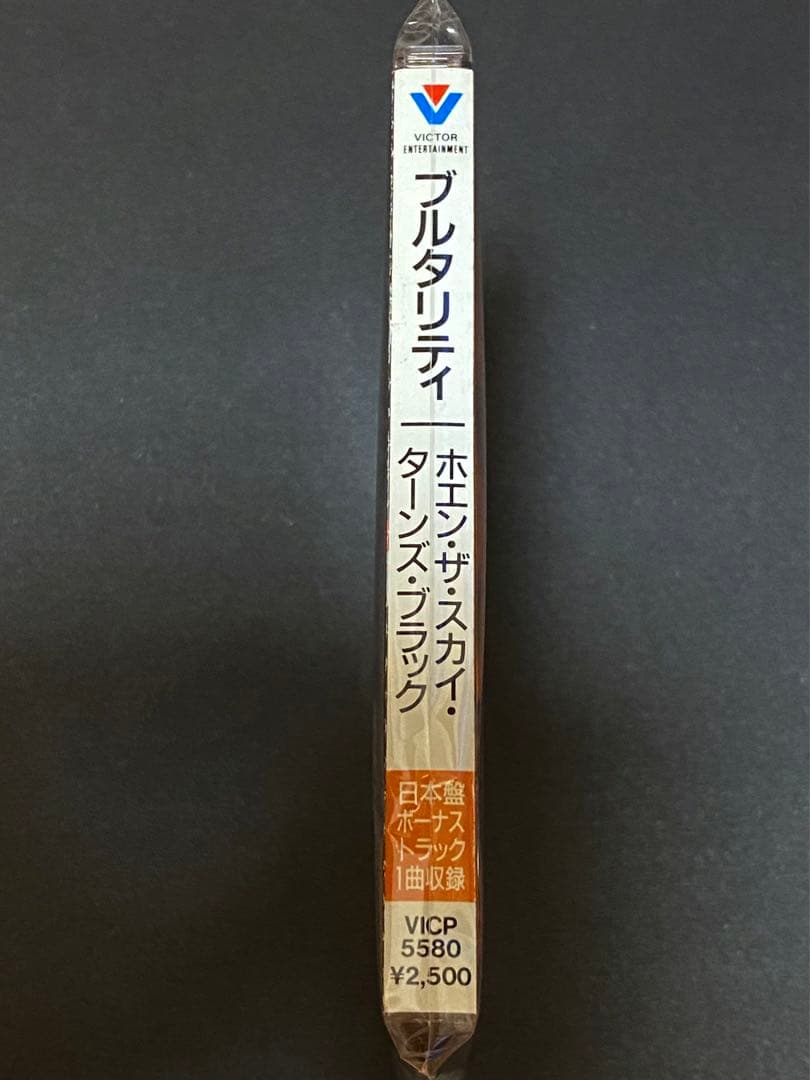 VICTOR
ENTERTAINMENT
ブルタリティ
ホエン・ザ・スカイ・
ターンズ・ブラック
日本盤
ボーナス
トラック
1曲収録
VICP
5580
¥2,500